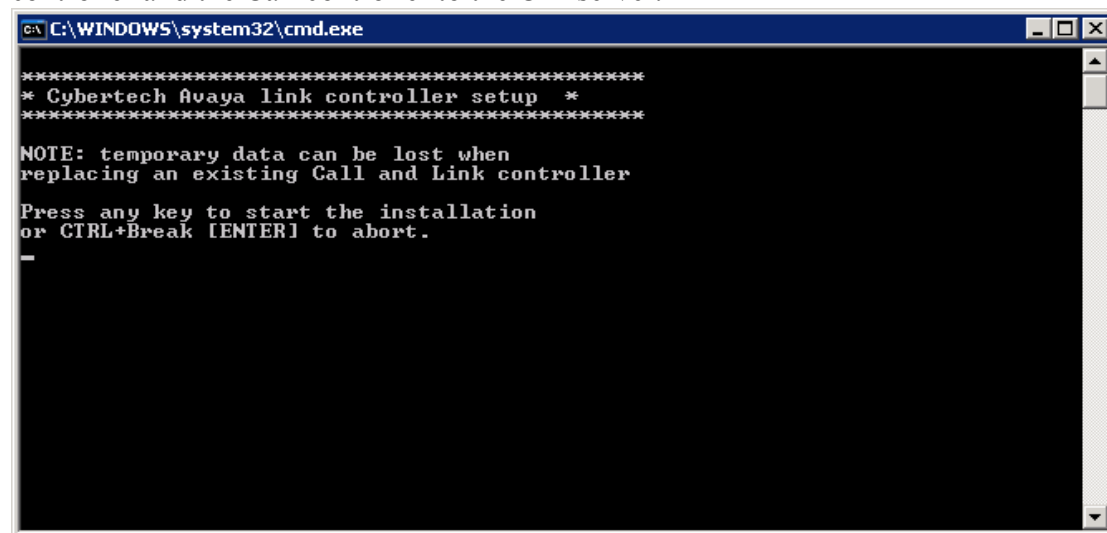 C:\WINDOWS\system32\cmd.exe
***********************************************
* Cybertech Avaya link controller setup  *
***********************************************
NOTE: temporary data can be lost when
replacing an existing Call and Link controller
Press any key to start the installation
or CTRL+Break [ENTER] to abort.